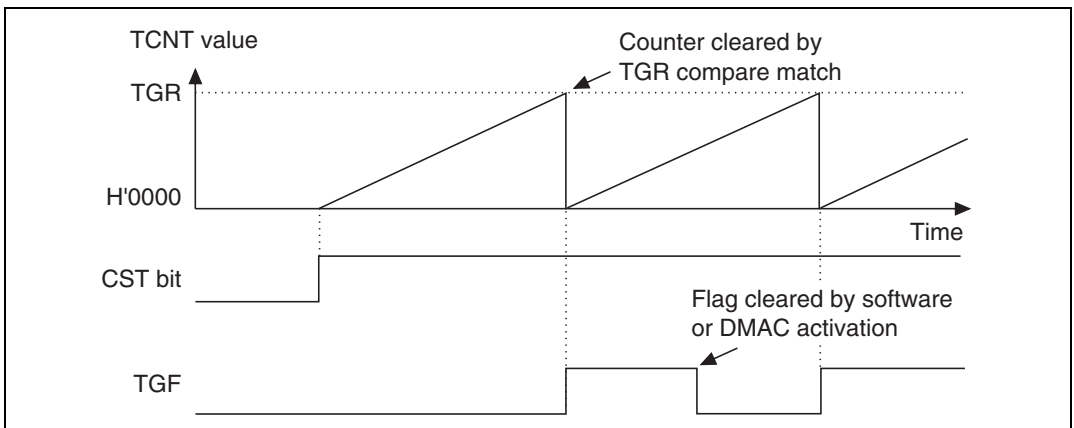 TCNT value
Counter cleared by
TGR compare match
TGR
H'0000
Time
CST bit
Flag cleared by software
or DMAC activation
TGF